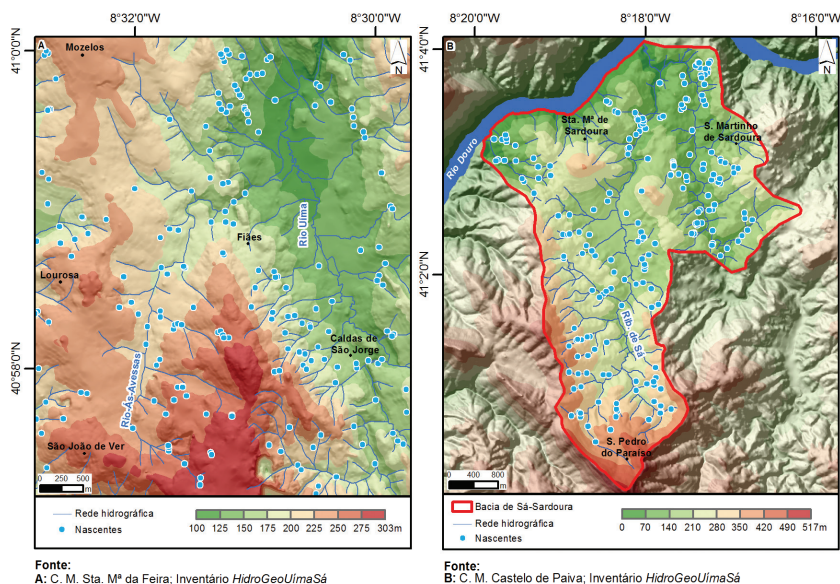 8°32'0"W
8°30'0"W
41°0'0"N
40°58'0"N
A
N
Mozelos
Fiães
Rio Uíma
Lourosa
Caldas de
São Jorge
Rio-Às-Avessas
São João de Ver
0 250 500
m
Rede hidrográfica
Nascentes
100 125 150 175 200 225 250 275 303m
Fonte:
A: C. M. Sta. Mª da Feira; Inventário HidroGeoUímaSá
8°20'0"W
8°18'0"W
8°16'0"W
41°4'0"N
41°2'0"N
B
N
Rio Douro
Sta. Mª de
Sardoura
S. Martinho
de Sardoura
Rib. de Sá
S. Pedro
do Paraíso
0 400 800
m
Bacia de Sá-Sardoura
Rede hidrográfica
Nascentes
0 70 140 210 280 350 420 490 517m
Fonte:
B: C. M. Castelo de Paiva; Inventário HidroGeoUímaSá